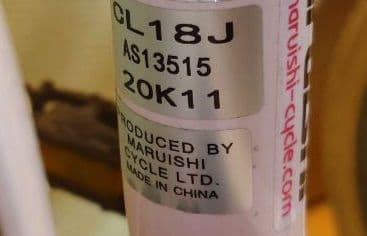 CL18J
AS13515
20K11
PRODUCED BY
MARUISHI
CYCLE LTD.
MADE IN CHINA
maruishi-cycle.com